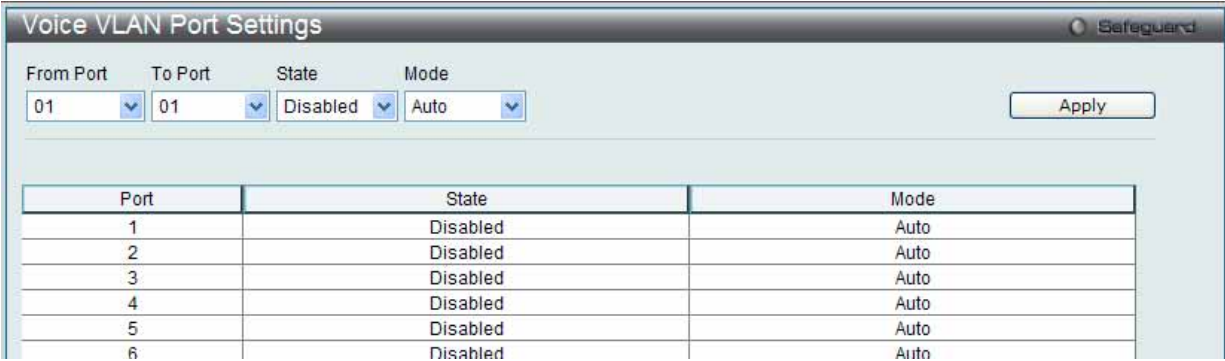 Voice VLAN Port Settings
Safeguard
From Port To Port State Mode
01 01 Disabled Auto Apply
Port State Mode
1 Disabled Auto
2 Disabled Auto
3 Disabled Auto
4 Disabled Auto
5 Disabled Auto
6 Disabled Auto